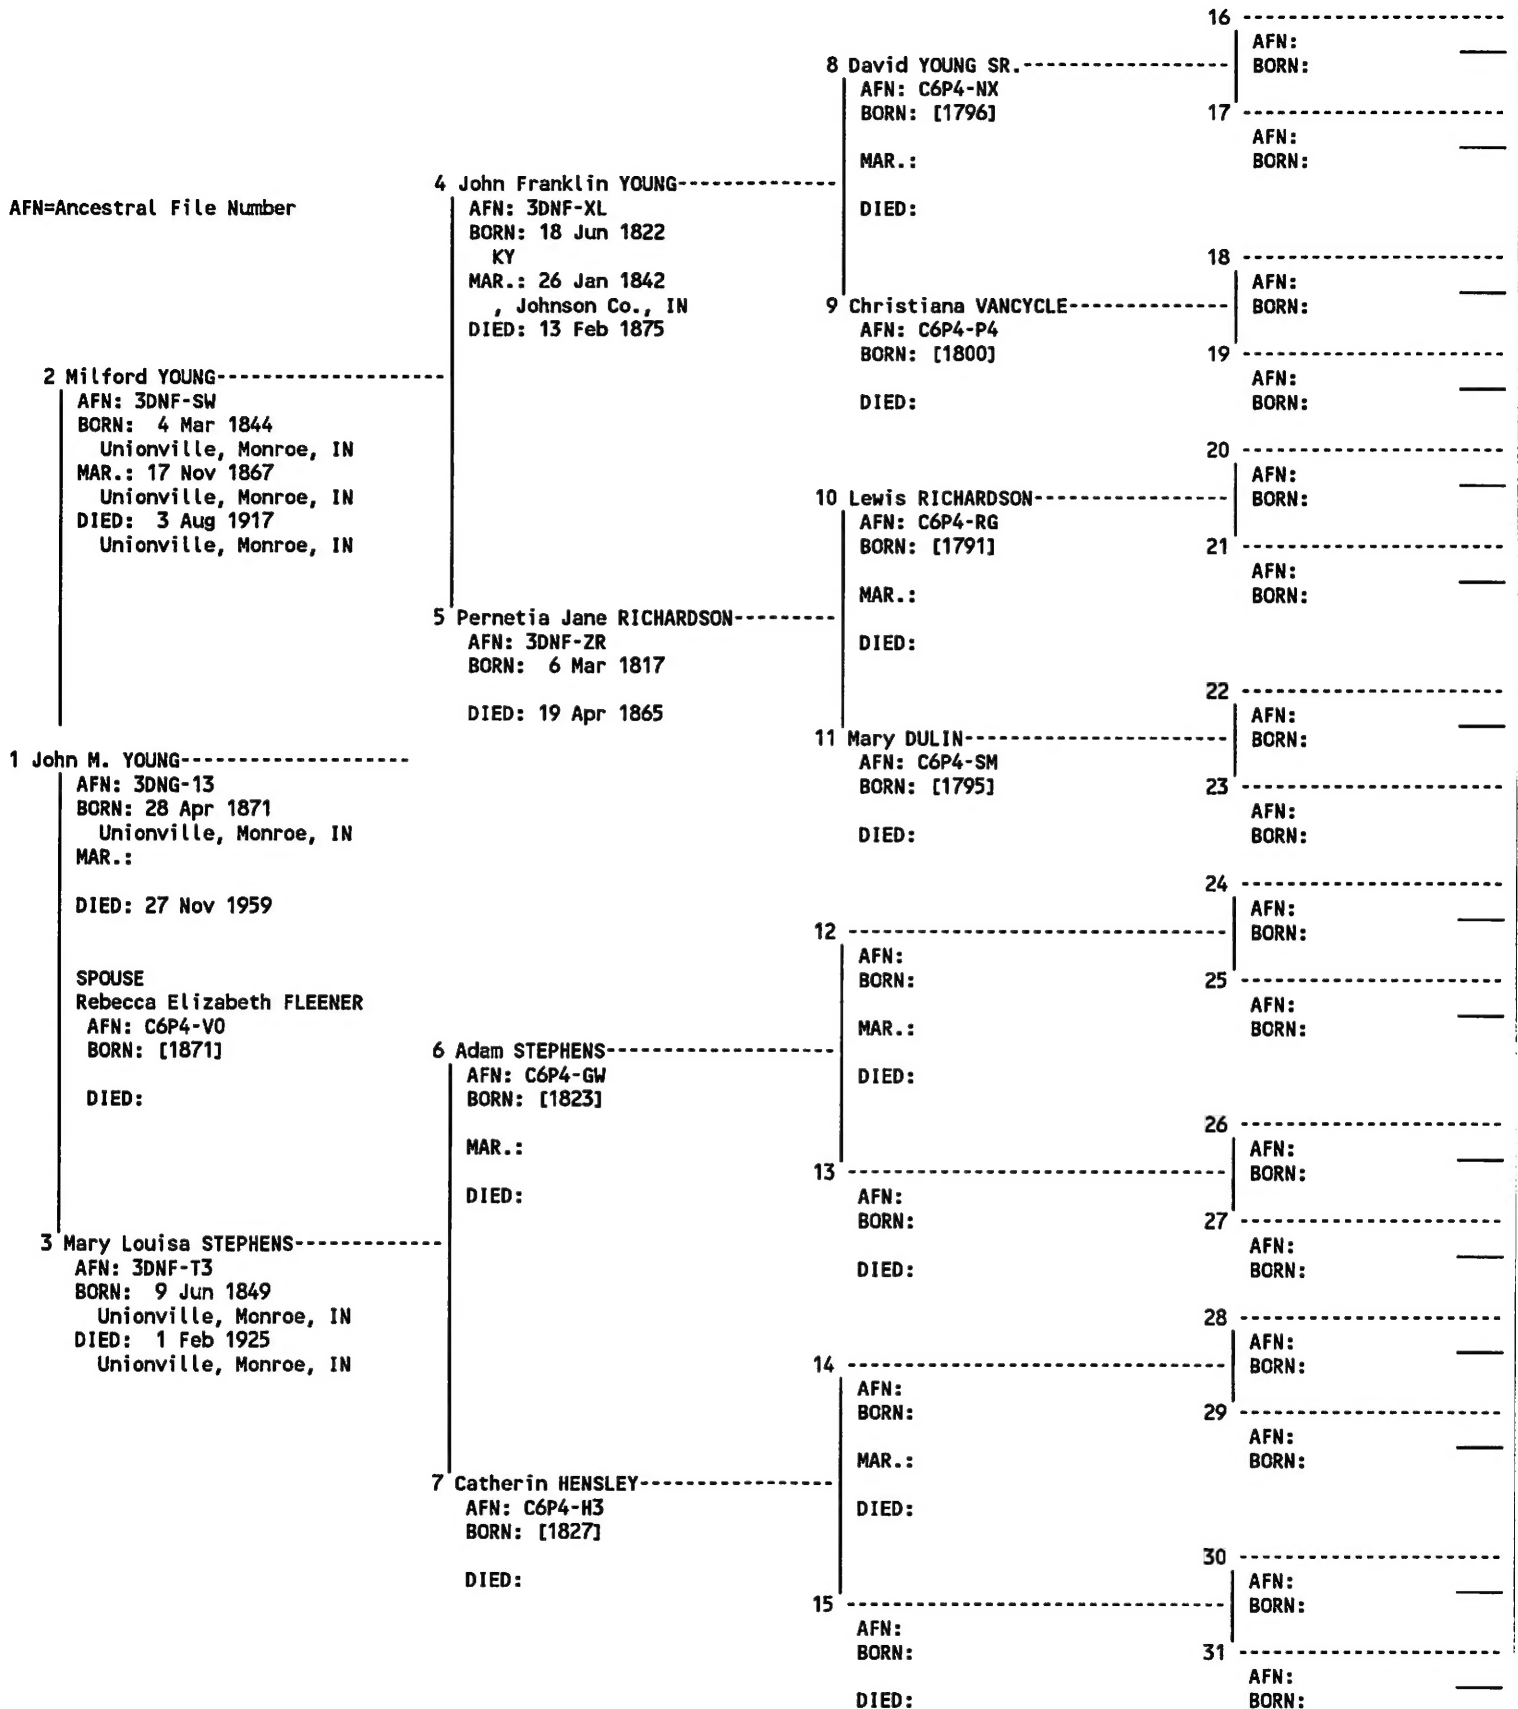 AFN=Ancestral File Number
1 John M. YOUNG-------------------
AFN: 3DNG-13
BORN: 28 Apr 1871
Unionville, Monroe, IN
MAR.:
DIED: 27 Nov 1959
SPOUSE
Rebecca Elizabeth FLEENER
AFN: C6P4-V0
BORN: [1871]
DIED:
2 Milford YOUNG-------------------
AFN: 3DNF-SW
BORN:  4 Mar 1844
Unionville, Monroe, IN
MAR.: 17 Nov 1867
Unionville, Monroe, IN
DIED:  3 Aug 1917
Unionville, Monroe, IN
3 Mary Louisa STEPHENS------------
AFN: 3DNF-T3
BORN:  9 Jun 1849
Unionville, Monroe, IN
DIED:  1 Feb 1925
Unionville, Monroe, IN
4 John Franklin YOUNG-------------
AFN: 3DNF-XL
BORN: 18 Jun 1822
KY
MAR.: 26 Jan 1842
, Johnson Co., IN
DIED: 13 Feb 1875
5 Pernetia Jane RICHARDSON--------
AFN: 3DNF-ZR
BORN:  6 Mar 1817
DIED: 19 Apr 1865
6 Adam STEPHENS-------------------
AFN: C6P4-GW
BORN: [1823]
MAR.:
DIED:
7 Catherin HENSLEY----------------
AFN: C6P4-H3
BORN: [1827]
DIED:
8 David YOUNG SR.-----------------
AFN: C6P4-NX
BORN: [1796]
MAR.:
DIED:
9 Christiana VANCYCLE-------------
AFN: C6P4-P4
BORN: [1800]
DIED:
10 Lewis RICHARDSON----------------
AFN: C6P4-RG
BORN: [1791]
MAR.:
DIED:
11 Mary DULIN----------------------
AFN: C6P4-SM
BORN: [1795]
DIED:
12 --------------------------------
AFN:
BORN:
MAR.:
DIED:
13 --------------------------------
AFN:
BORN:
DIED:
14 --------------------------------
AFN:
BORN:
MAR.:
DIED:
15 --------------------------------
AFN:
BORN:
DIED:
16 ----------------------
AFN:
BORN:
17 ----------------------
AFN:
BORN:
18 ----------------------
AFN:
BORN:
19 ----------------------
AFN:
BORN:
20 ----------------------
AFN:
BORN:
21 ----------------------
AFN:
BORN:
22 ----------------------
AFN:
BORN:
23 ----------------------
AFN:
BORN:
24 ----------------------
AFN:
BORN:
25 ----------------------
AFN:
BORN:
26 ----------------------
AFN:
BORN:
27 ----------------------
AFN:
BORN:
28 ----------------------
AFN:
BORN:
29 ----------------------
AFN:
BORN:
30 ----------------------
AFN:
BORN:
31 ----------------------
AFN:
BORN: